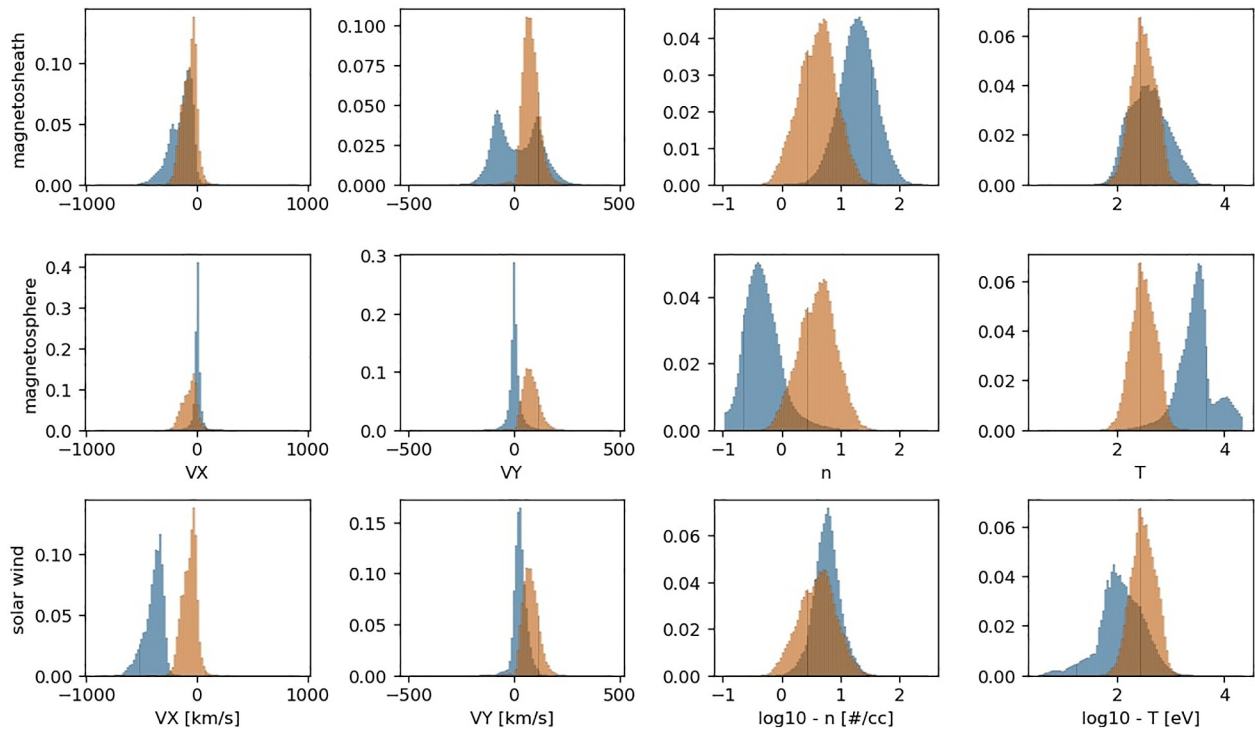 magnetosheath
0.10
0.05
0.00
−1000 0 1000
0.100
0.075
0.050
0.025
0.000
−500 0 500
0.04
0.03
0.02
0.01
0.00
−1 0 1 2
0.06
0.04
0.02
0.00
2 4
magnetosphere
0.4
0.3
0.2
0.1
0.0
−1000 0 1000
VX
0.3
0.2
0.1
0.0
−500 0 500
VY
0.04
0.02
0.00
−1 0 1 2
n
0.06
0.04
0.02
0.00
2 4
T
solar wind
0.10
0.05
0.00
−1000 0 1000
VX [km/s]
0.15
0.10
0.05
0.00
−500 0 500
VY [km/s]
0.06
0.04
0.02
0.00
−1 0 1 2
log10 - n [#/cc]
0.06
0.04
0.02
0.00
2 4
log10 - T [eV]